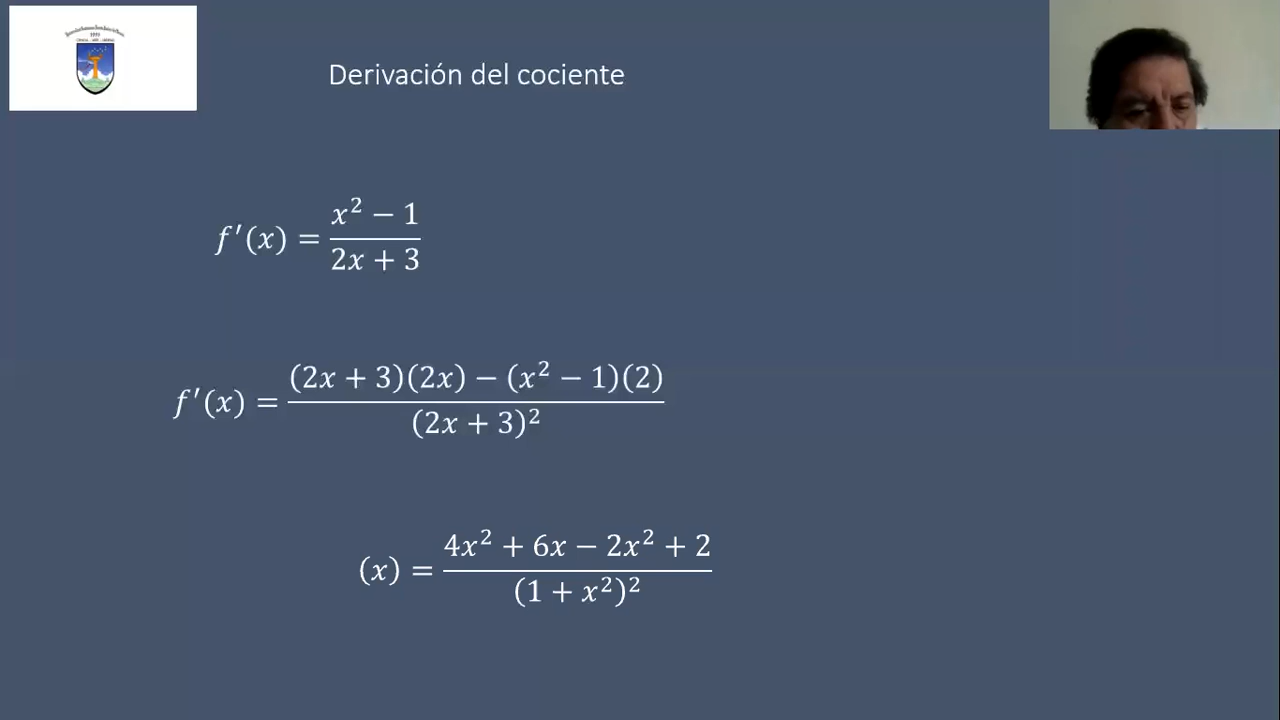 Derivación del cociente
f′(x) = (x² − 1)/(2x + 3)
f′(x) = ((2x + 3)(2x) − (x² − 1)(2))/(2x + 3)²
(x) = (4x² + 6x − 2x² + 2)/(1 + x²)²